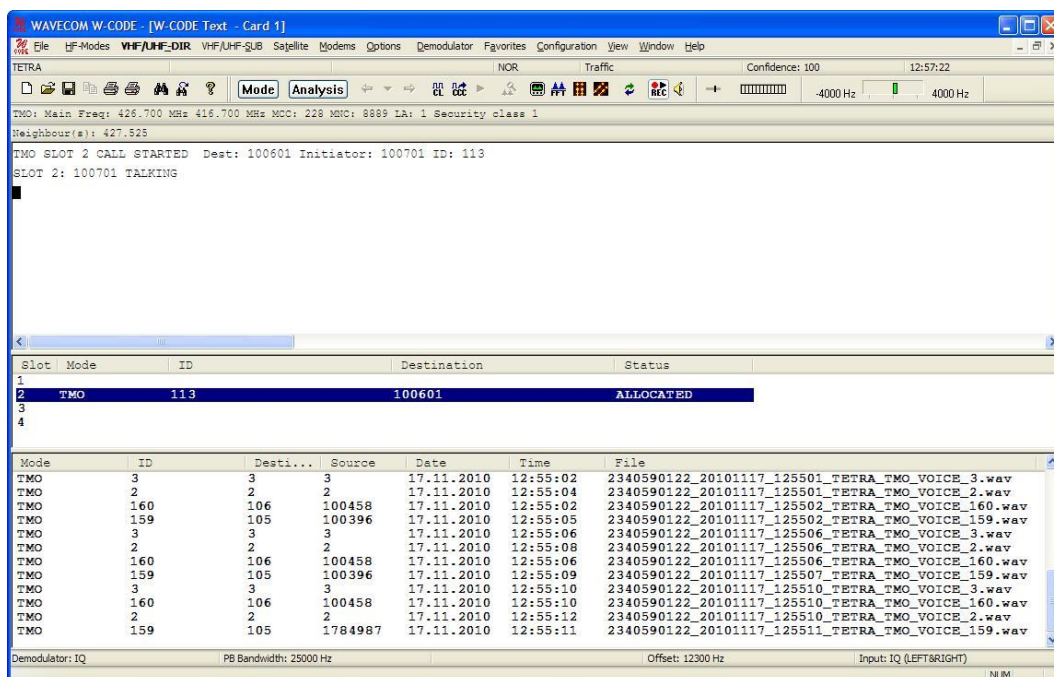 WAVECOM W-CODE - [W-CODE Text - Card 1]
File HF-Modes VHF/UHF-DIR VHF/UHF-SUB Satellite Modems Options Demodulator Favorites Configuration View Window Help
TETRA NOR Traffic Confidence: 100 12:57:22
Mode Analysis CL CCC REC -4000 Hz 4000 Hz
TMO: Main Freq: 426.700 MHz 416.700 MHz MCC: 228 MNC: 8889 LA: 1 Security class 1
Neighbour(s): 427.525
TMO SLOT 2 CALL STARTED Dest: 100601 Initiator: 100701 ID: 113
SLOT 2: 100701 TALKING
Slot Mode ID Destination Status
1
2 TMO 113 100601 ALLOCATED
3
4
Mode ID Desti... Source Date Time File
TMO 3 3 3 17.11.2010 12:55:02 2340590122_20101117_125501_TETRA_TMO_VOICE_3.wav
TMO 2 2 2 17.11.2010 12:55:04 2340590122_20101117_125501_TETRA_TMO_VOICE_2.wav
TMO 160 106 100458 17.11.2010 12:55:02 2340590122_20101117_125502_TETRA_TMO_VOICE_160.wav
TMO 159 105 100396 17.11.2010 12:55:05 2340590122_20101117_125502_TETRA_TMO_VOICE_159.wav
TMO 3 3 3 17.11.2010 12:55:06 2340590122_20101117_125506_TETRA_TMO_VOICE_3.wav
TMO 2 2 2 17.11.2010 12:55:08 2340590122_20101117_125506_TETRA_TMO_VOICE_2.wav
TMO 160 106 100458 17.11.2010 12:55:06 2340590122_20101117_125506_TETRA_TMO_VOICE_160.wav
TMO 159 105 100396 17.11.2010 12:55:09 2340590122_20101117_125507_TETRA_TMO_VOICE_159.wav
TMO 3 3 3 17.11.2010 12:55:10 2340590122_20101117_125510_TETRA_TMO_VOICE_3.wav
TMO 160 106 100458 17.11.2010 12:55:10 2340590122_20101117_125510_TETRA_TMO_VOICE_160.wav
TMO 2 2 2 17.11.2010 12:55:12 2340590122_20101117_125510_TETRA_TMO_VOICE_2.wav
TMO 159 105 1784987 17.11.2010 12:55:11 2340590122_20101117_125511_TETRA_TMO_VOICE_159.wav
Demodulator: IQ PB Bandwidth: 25000 Hz Offset: 12300 Hz Input: IQ (LEFT&RIGHT)
NUM